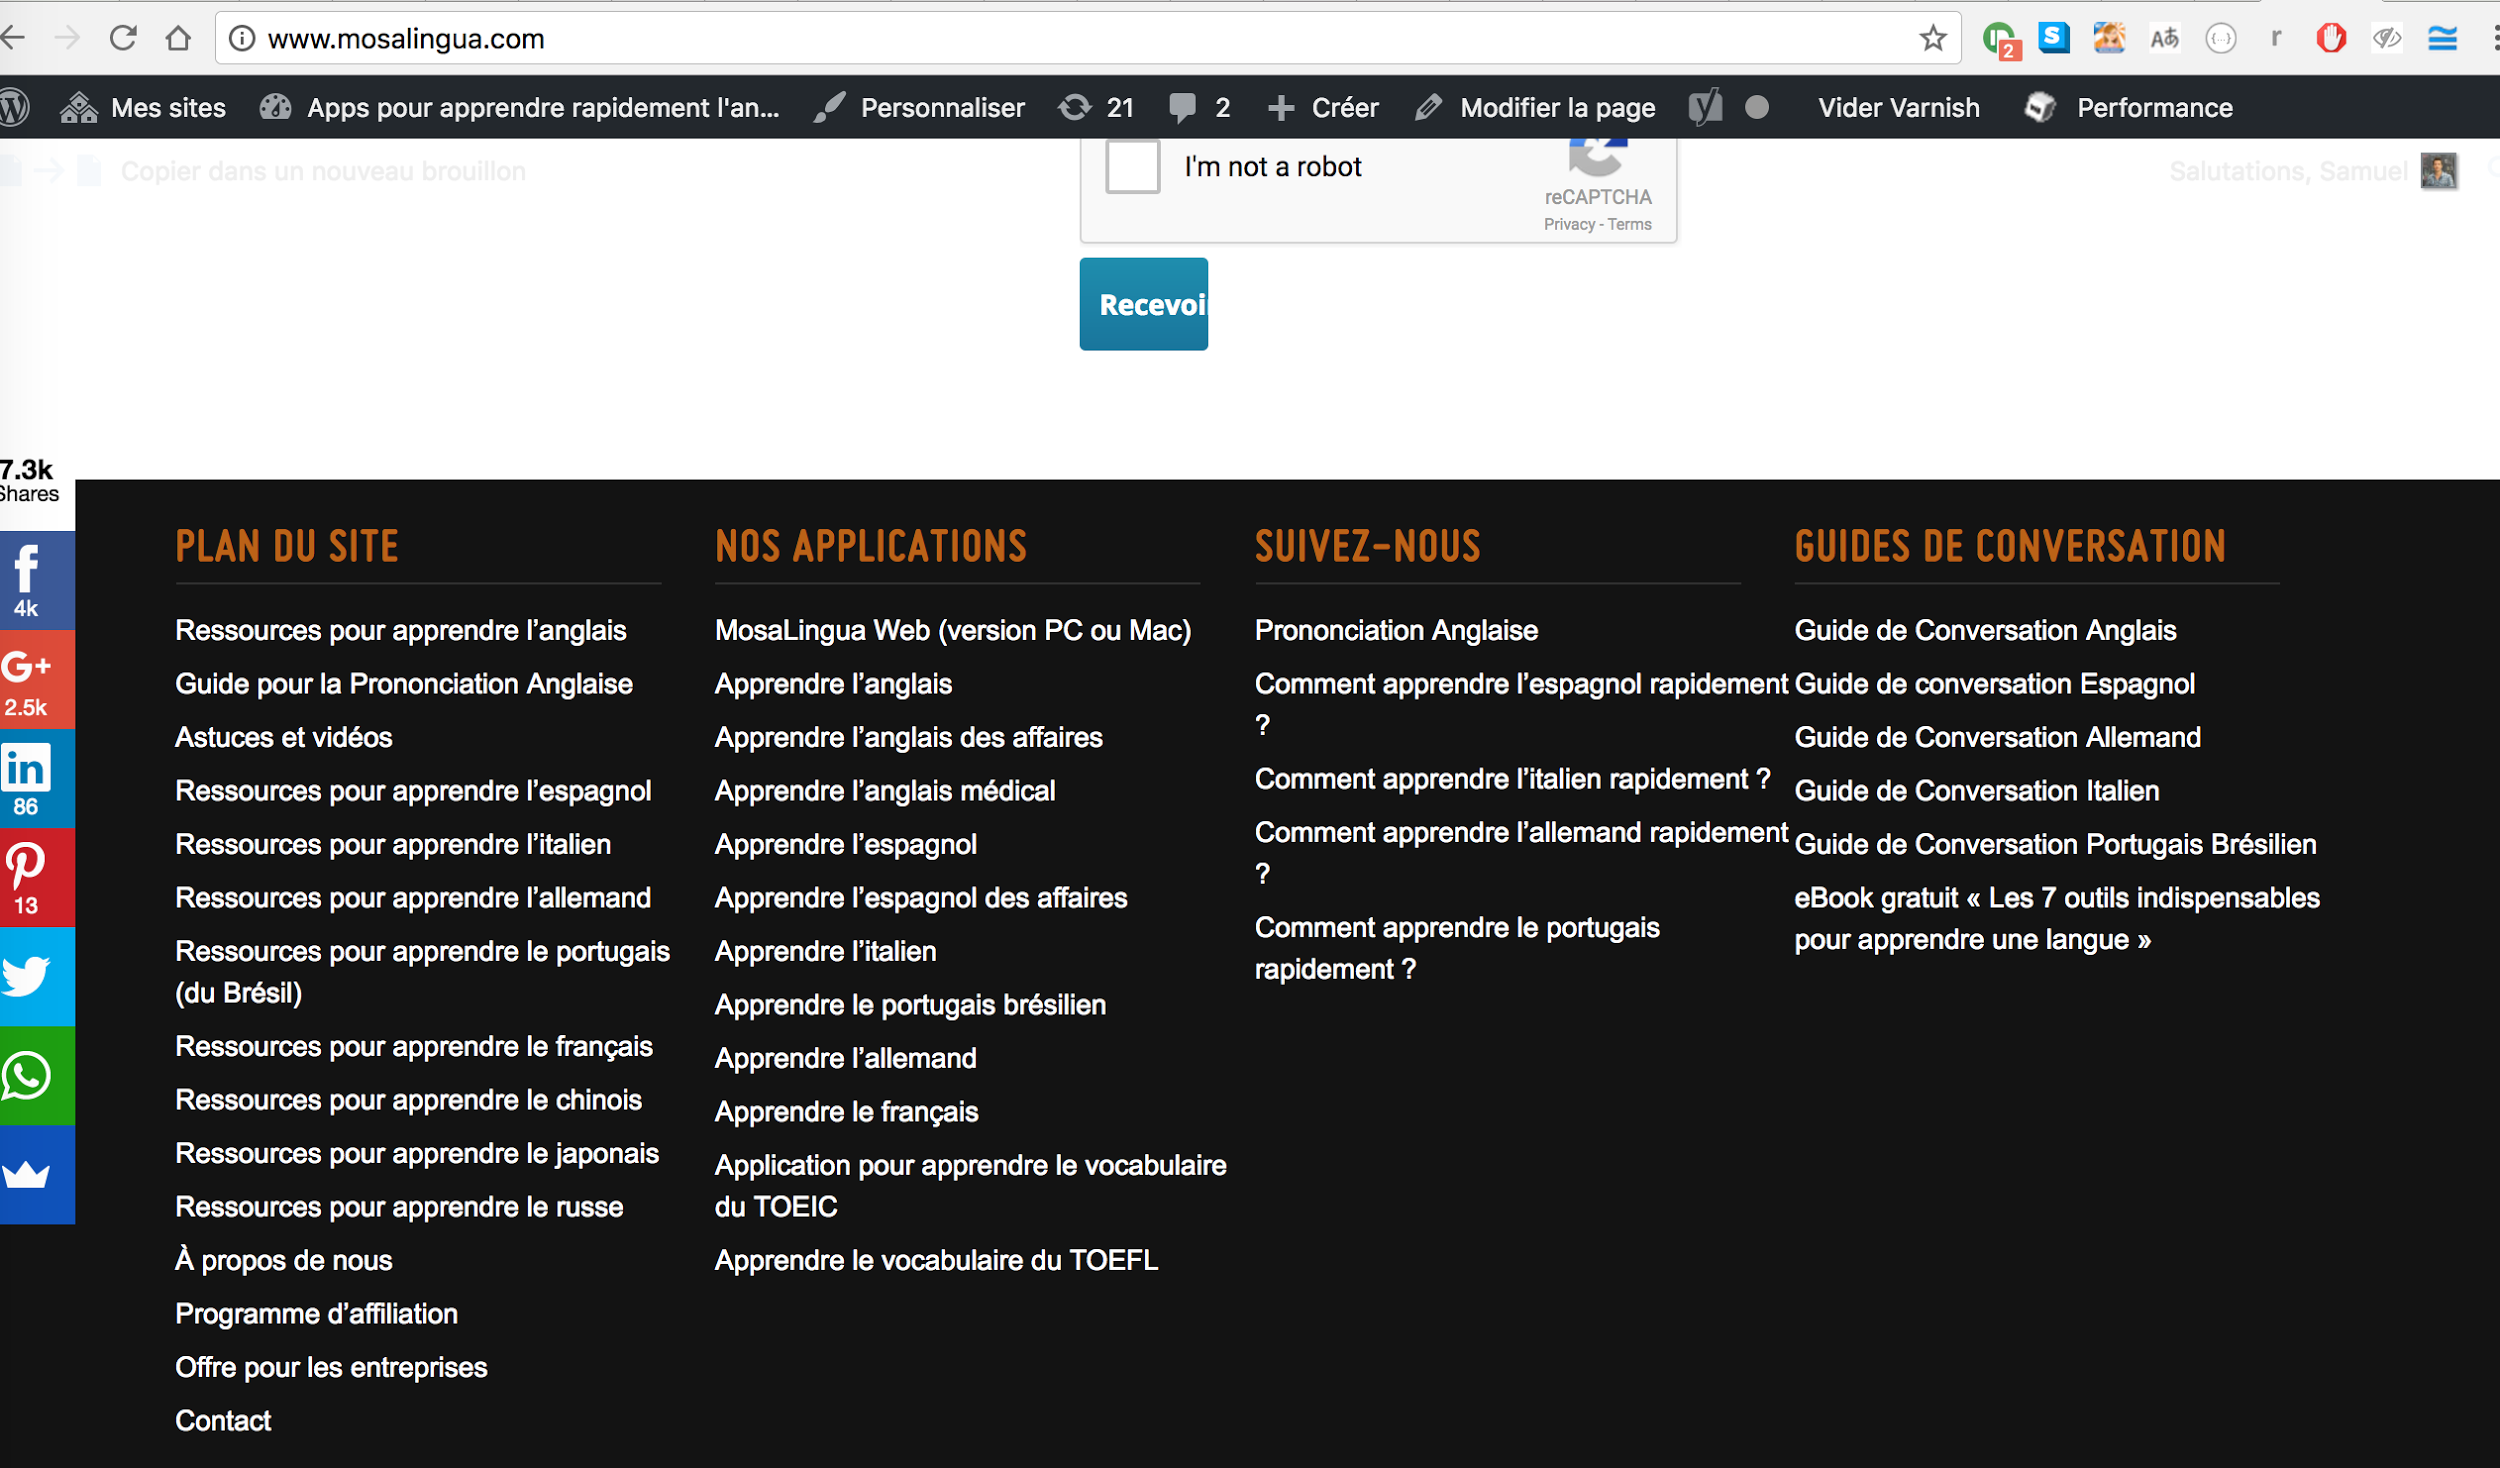 www.mosalingua.com
2
S
Aあ
{...}
r
Mes sites
Apps pour apprendre rapidement l'an...
Personnaliser
21
2
Créer
Modifier la page
Vider Varnish
Performance
Copier dans un nouveau brouillon
Salutations, Samuel
I'm not a robot
reCAPTCHA
Privacy - Terms
Recevoi
7.3k
Shares
4k
G+
2.5k
in
86
13
PLAN DU SITE
Ressources pour apprendre l’anglais
Guide pour la Prononciation Anglaise
Astuces et vidéos
Ressources pour apprendre l’espagnol
Ressources pour apprendre l’italien
Ressources pour apprendre l’allemand
Ressources pour apprendre le portugais
(du Brésil)
Ressources pour apprendre le français
Ressources pour apprendre le chinois
Ressources pour apprendre le japonais
Ressources pour apprendre le russe
À propos de nous
Programme d’affiliation
Offre pour les entreprises
Contact
NOS APPLICATIONS
MosaLingua Web (version PC ou Mac)
Apprendre l’anglais
Apprendre l’anglais des affaires
Apprendre l’anglais médical
Apprendre l’espagnol
Apprendre l’espagnol des affaires
Apprendre l’italien
Apprendre le portugais brésilien
Apprendre l’allemand
Apprendre le français
Application pour apprendre le vocabulaire
du TOEIC
Apprendre le vocabulaire du TOEFL
SUIVEZ-NOUS
Prononciation Anglaise
Comment apprendre l’espagnol rapidement
?
Comment apprendre l’italien rapidement ?
Comment apprendre l’allemand rapidement
?
Comment apprendre le portugais
rapidement ?
GUIDES DE CONVERSATION
Guide de Conversation Anglais
Guide de conversation Espagnol
Guide de Conversation Allemand
Guide de Conversation Italien
Guide de Conversation Portugais Brésilien
eBook gratuit « Les 7 outils indispensables
pour apprendre une langue »